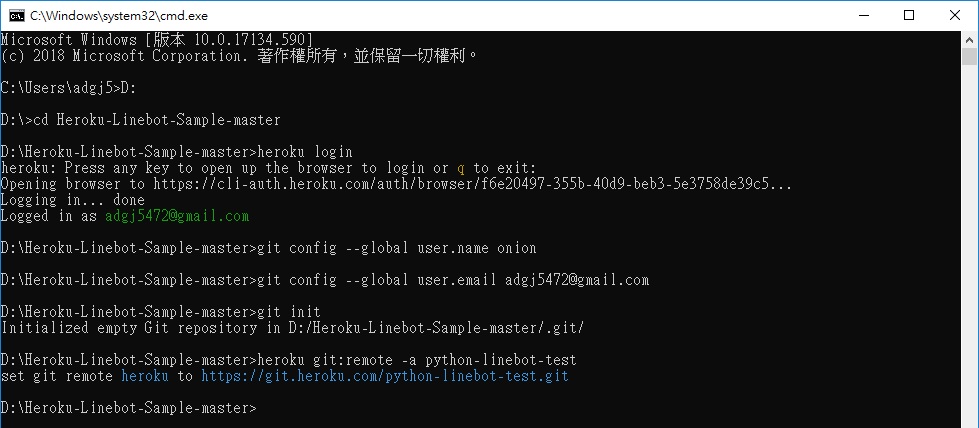 C:\Windows\system32\cmd.exe
Microsoft Windows [版本 10.0.17134.590]
(c) 2018 Microsoft Corporation. 著作權所有，並保留一切權利。
C:\Users\adgj5>D:
D:\>cd Heroku-Linebot-Sample-master
D:\Heroku-Linebot-Sample-master>heroku login
heroku: Press any key to open up the browser to login or q to exit:
Opening browser to https://cli-auth.heroku.com/auth/browser/f6e20497-355b-40d9-beb3-5e3758de39c5...
Logging in... done
Logged in as adgj5472@gmail.com
D:\Heroku-Linebot-Sample-master>git config --global user.name onion
D:\Heroku-Linebot-Sample-master>git config --global user.email adgj5472@gmail.com
D:\Heroku-Linebot-Sample-master>git init
Initialized empty Git repository in D:/Heroku-Linebot-Sample-master/.git/
D:\Heroku-Linebot-Sample-master>heroku git:remote -a python-linebot-test
set git remote heroku to https://git.heroku.com/python-linebot-test.git
D:\Heroku-Linebot-Sample-master>